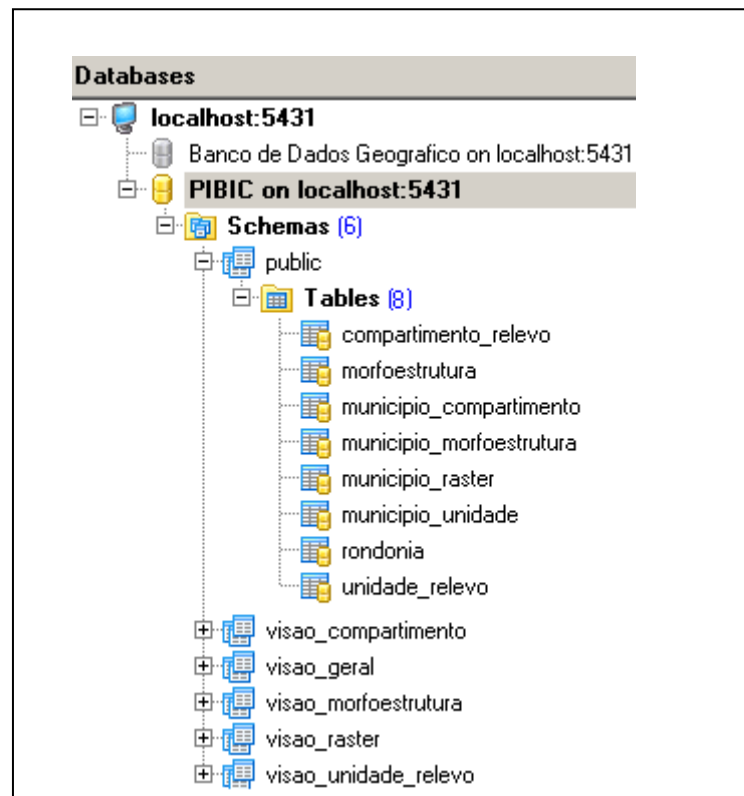 Databases
localhost:5431
Banco de Dados Geografico on localhost:5431
PIBIC on localhost:5431
Schemas (6)
public
Tables (8)
compartimento_relevo
morfoestrutura
municipio_compartimento
municipio_morfoestrutura
municipio_raster
municipio_unidade
rondonia
unidade_relevo
visao_compartimento
visao_geral
visao_morfoestrutura
visao_raster
visao_unidade_relevo